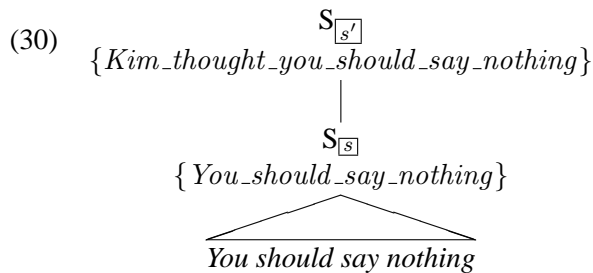 (30)
S[s′]
{Kim_thought_you_should_say_nothing}
S[s]
{You_should_say_nothing}
You should say nothing